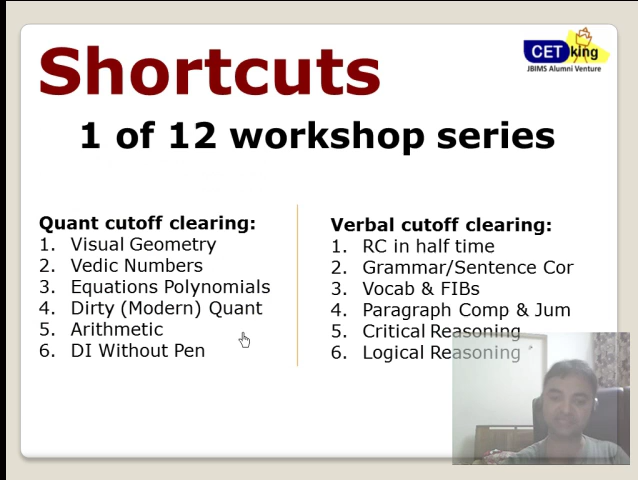 Shortcuts
CET king
JBIMS Alumni Venture
1 of 12 workshop series
Quant cutoff clearing:
1. Visual Geometry
2. Vedic Numbers
3. Equations Polynomials
4. Dirty (Modern) Quant
5. Arithmetic
6. DI Without Pen
Verbal cutoff clearing:
1. RC in half time
2. Grammar/Sentence Cor
3. Vocab & FIBs
4. Paragraph Comp & Jum
5. Critical Reasoning
6. Logical Reasoning